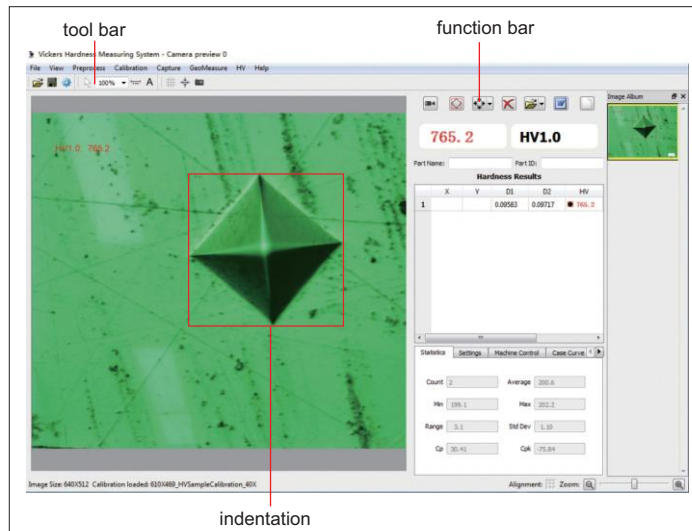 tool bar
function bar
Vickers Hardness Measuring System - Camera preview 0
File View Preprocess Calibration Capture GeoMeasure HV Help
100% A
Image Album
HV1.0, 765.2
765.2 HV1.0
Part Name: Part ID:
Hardness Results
X Y D1 D2 HV
1 0.09583 0.09717 765.2
Statistics Settings Machine Control Case Curve
Count 2 Average 200.6
Min 199.1 Max 202.2
Range 3.1 Std Dev 1.10
Cp 30.41 Cpk -75.84
Image Size: 640X512 Calibration loaded: 610X469_HVSampleCalibration_40X
Alignment: Zoom:
indentation